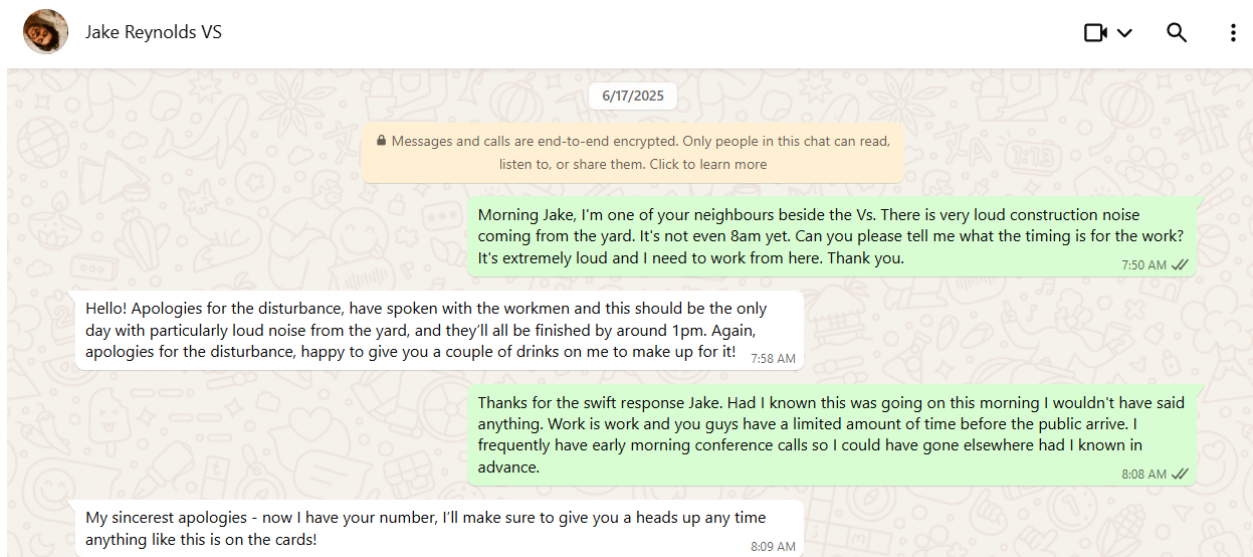 Jake Reynolds VS
6/17/2025
Messages and calls are end-to-end encrypted. Only people in this chat can read,
listen to, or share them. Click to learn more
Morning Jake, I'm one of your neighbours beside the Vs. There is very loud construction noise
coming from the yard. It's not even 8am yet. Can you please tell me what the timing is for the work?
It's extremely loud and I need to work from here. Thank you.
7:50 AM
Hello! Apologies for the disturbance, have spoken with the workmen and this should be the only
day with particularly loud noise from the yard, and they'll all be finished by around 1pm. Again,
apologies for the disturbance, happy to give you a couple of drinks on me to make up for it!
7:58 AM
Thanks for the swift response Jake. Had I known this was going on this morning I wouldn't have said
anything. Work is work and you guys have a limited amount of time before the public arrive. I
frequently have early morning conference calls so I could have gone elsewhere had I known in
advance.
8:08 AM
My sincerest apologies - now I have your number, I'll make sure to give you a heads up any time
anything like this is on the cards!
8:09 AM